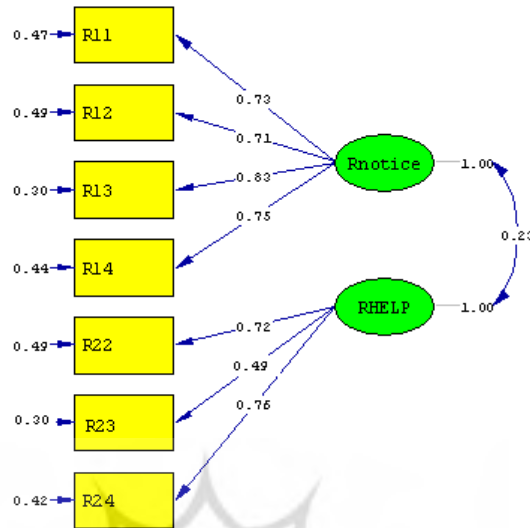 0.47 R11
0.73
0.49 R12
0.71
Rnotice 1.00
0.30 R13
0.83
0.23
0.44 R14
0.75
RHELP 1.00
0.49 R22
0.72
0.49
0.30 R23
0.76
0.42 R24